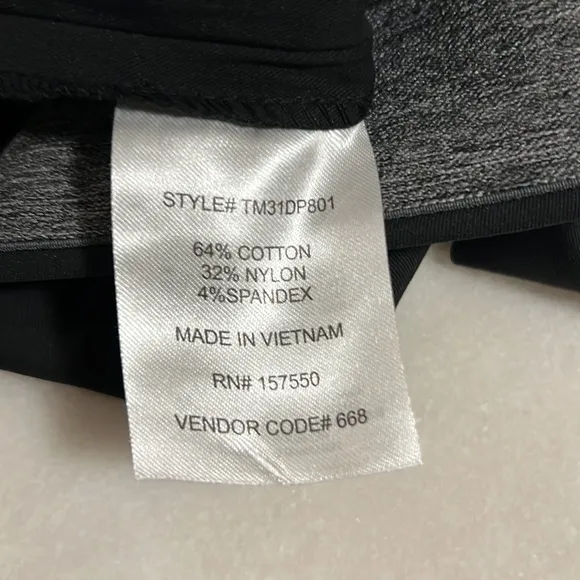 STYLE# TM31DP801
64% COTTON
32% NYLON
4%SPANDEX
MADE IN VIETNAM
RN# 157550
VENDOR CODE# 668